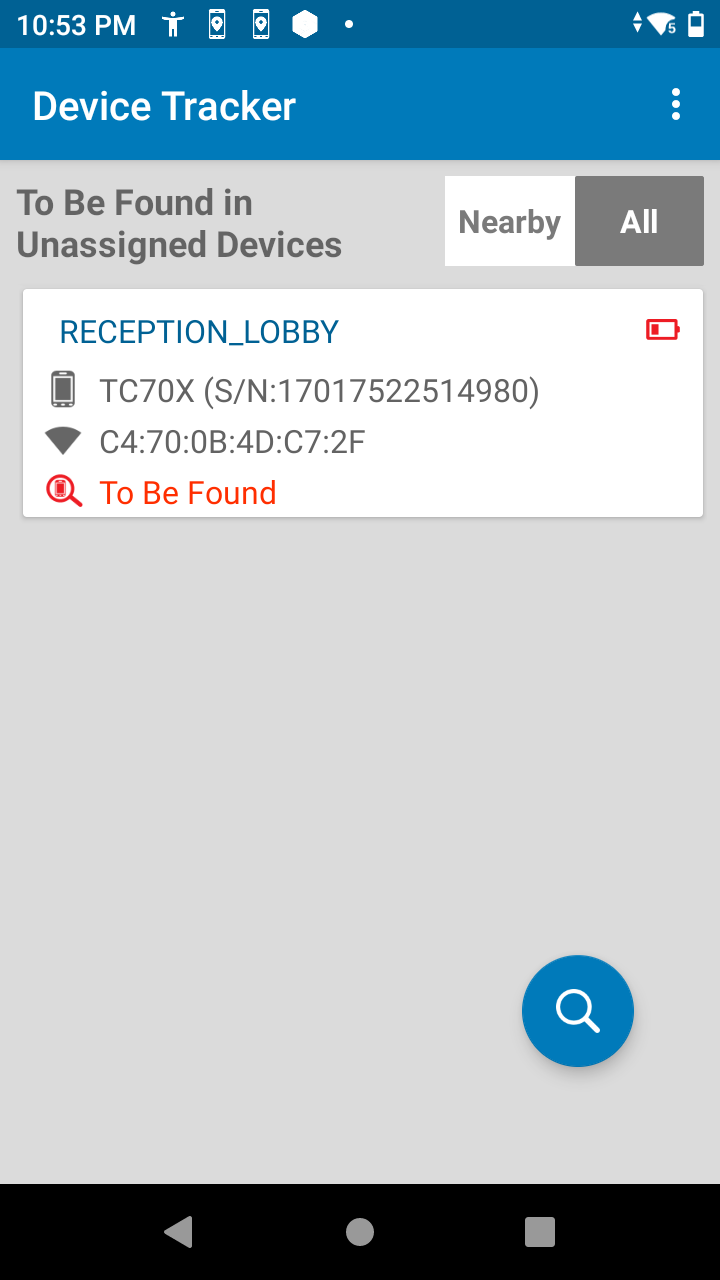 10:53 PM
5
Device Tracker
To Be Found in
Unassigned Devices
Nearby
All
RECEPTION_LOBBY
TC70X (S/N:17017522514980)
C4:70:0B:4D:C7:2F
To Be Found